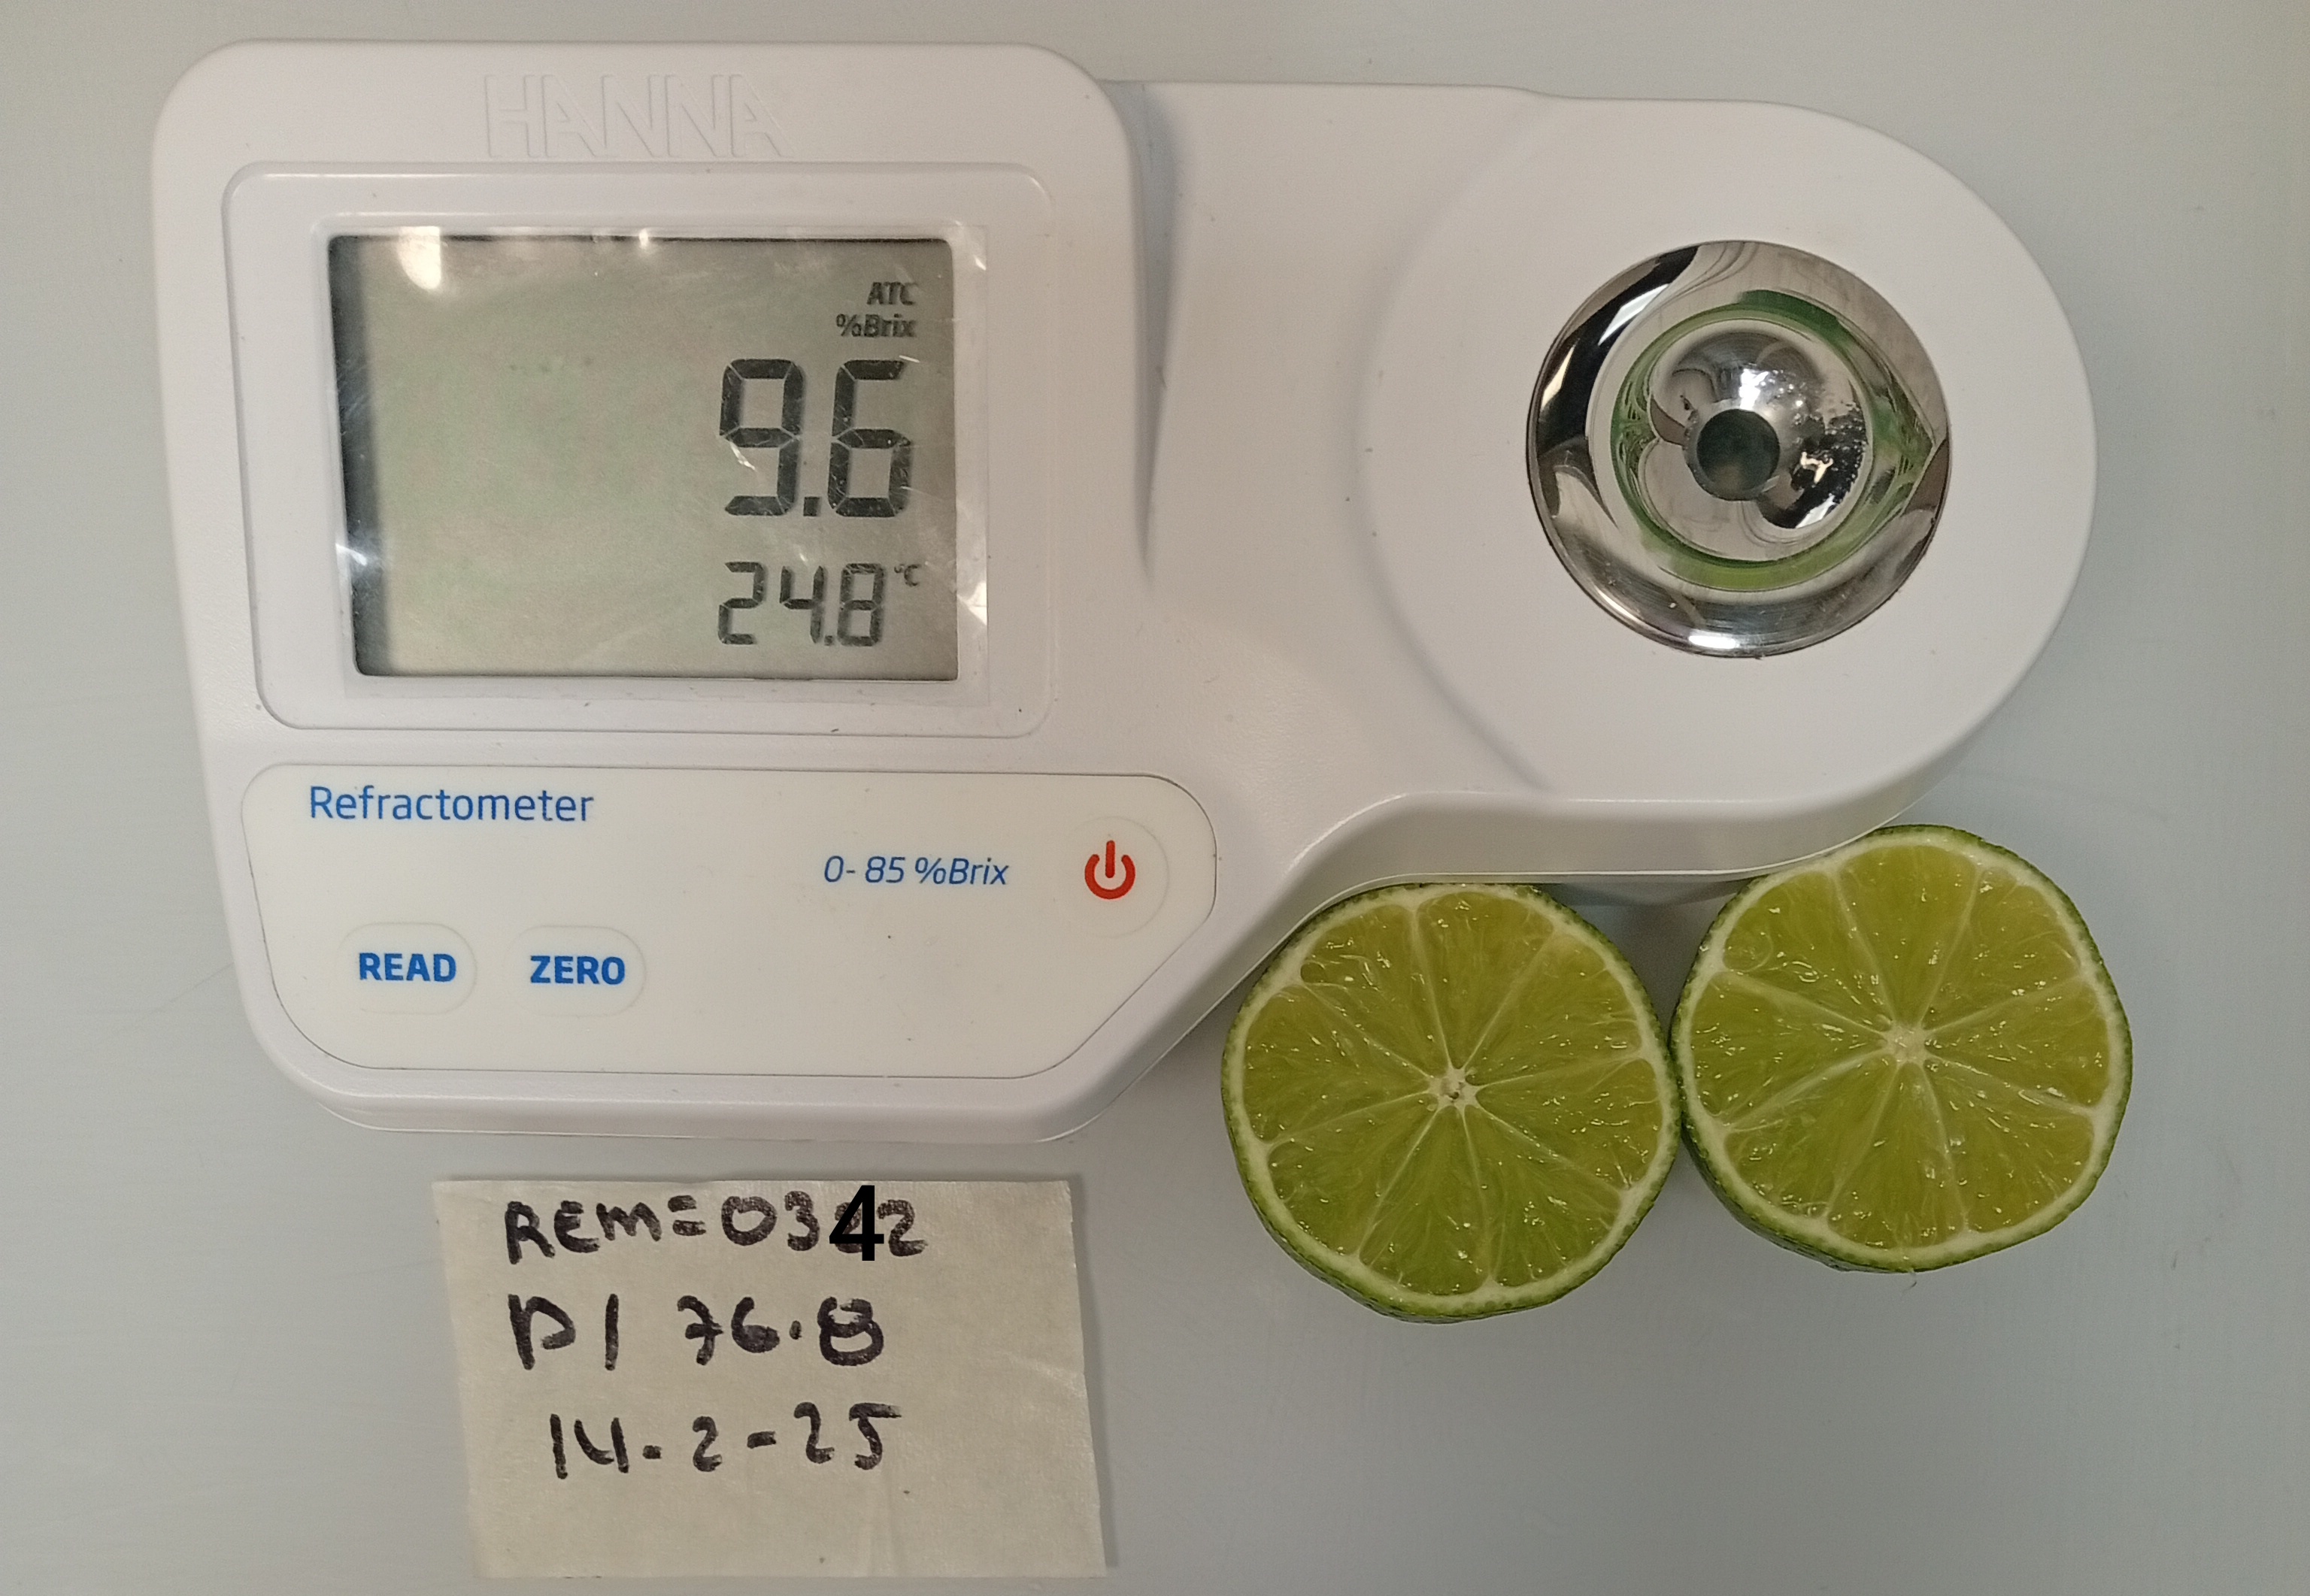 HANNA
ATC
%Brix
9.6
24.8 °C
Refractometer
0-85 %Brix
READ
ZERO
REM=0342
P/ 76.8
14-2-25